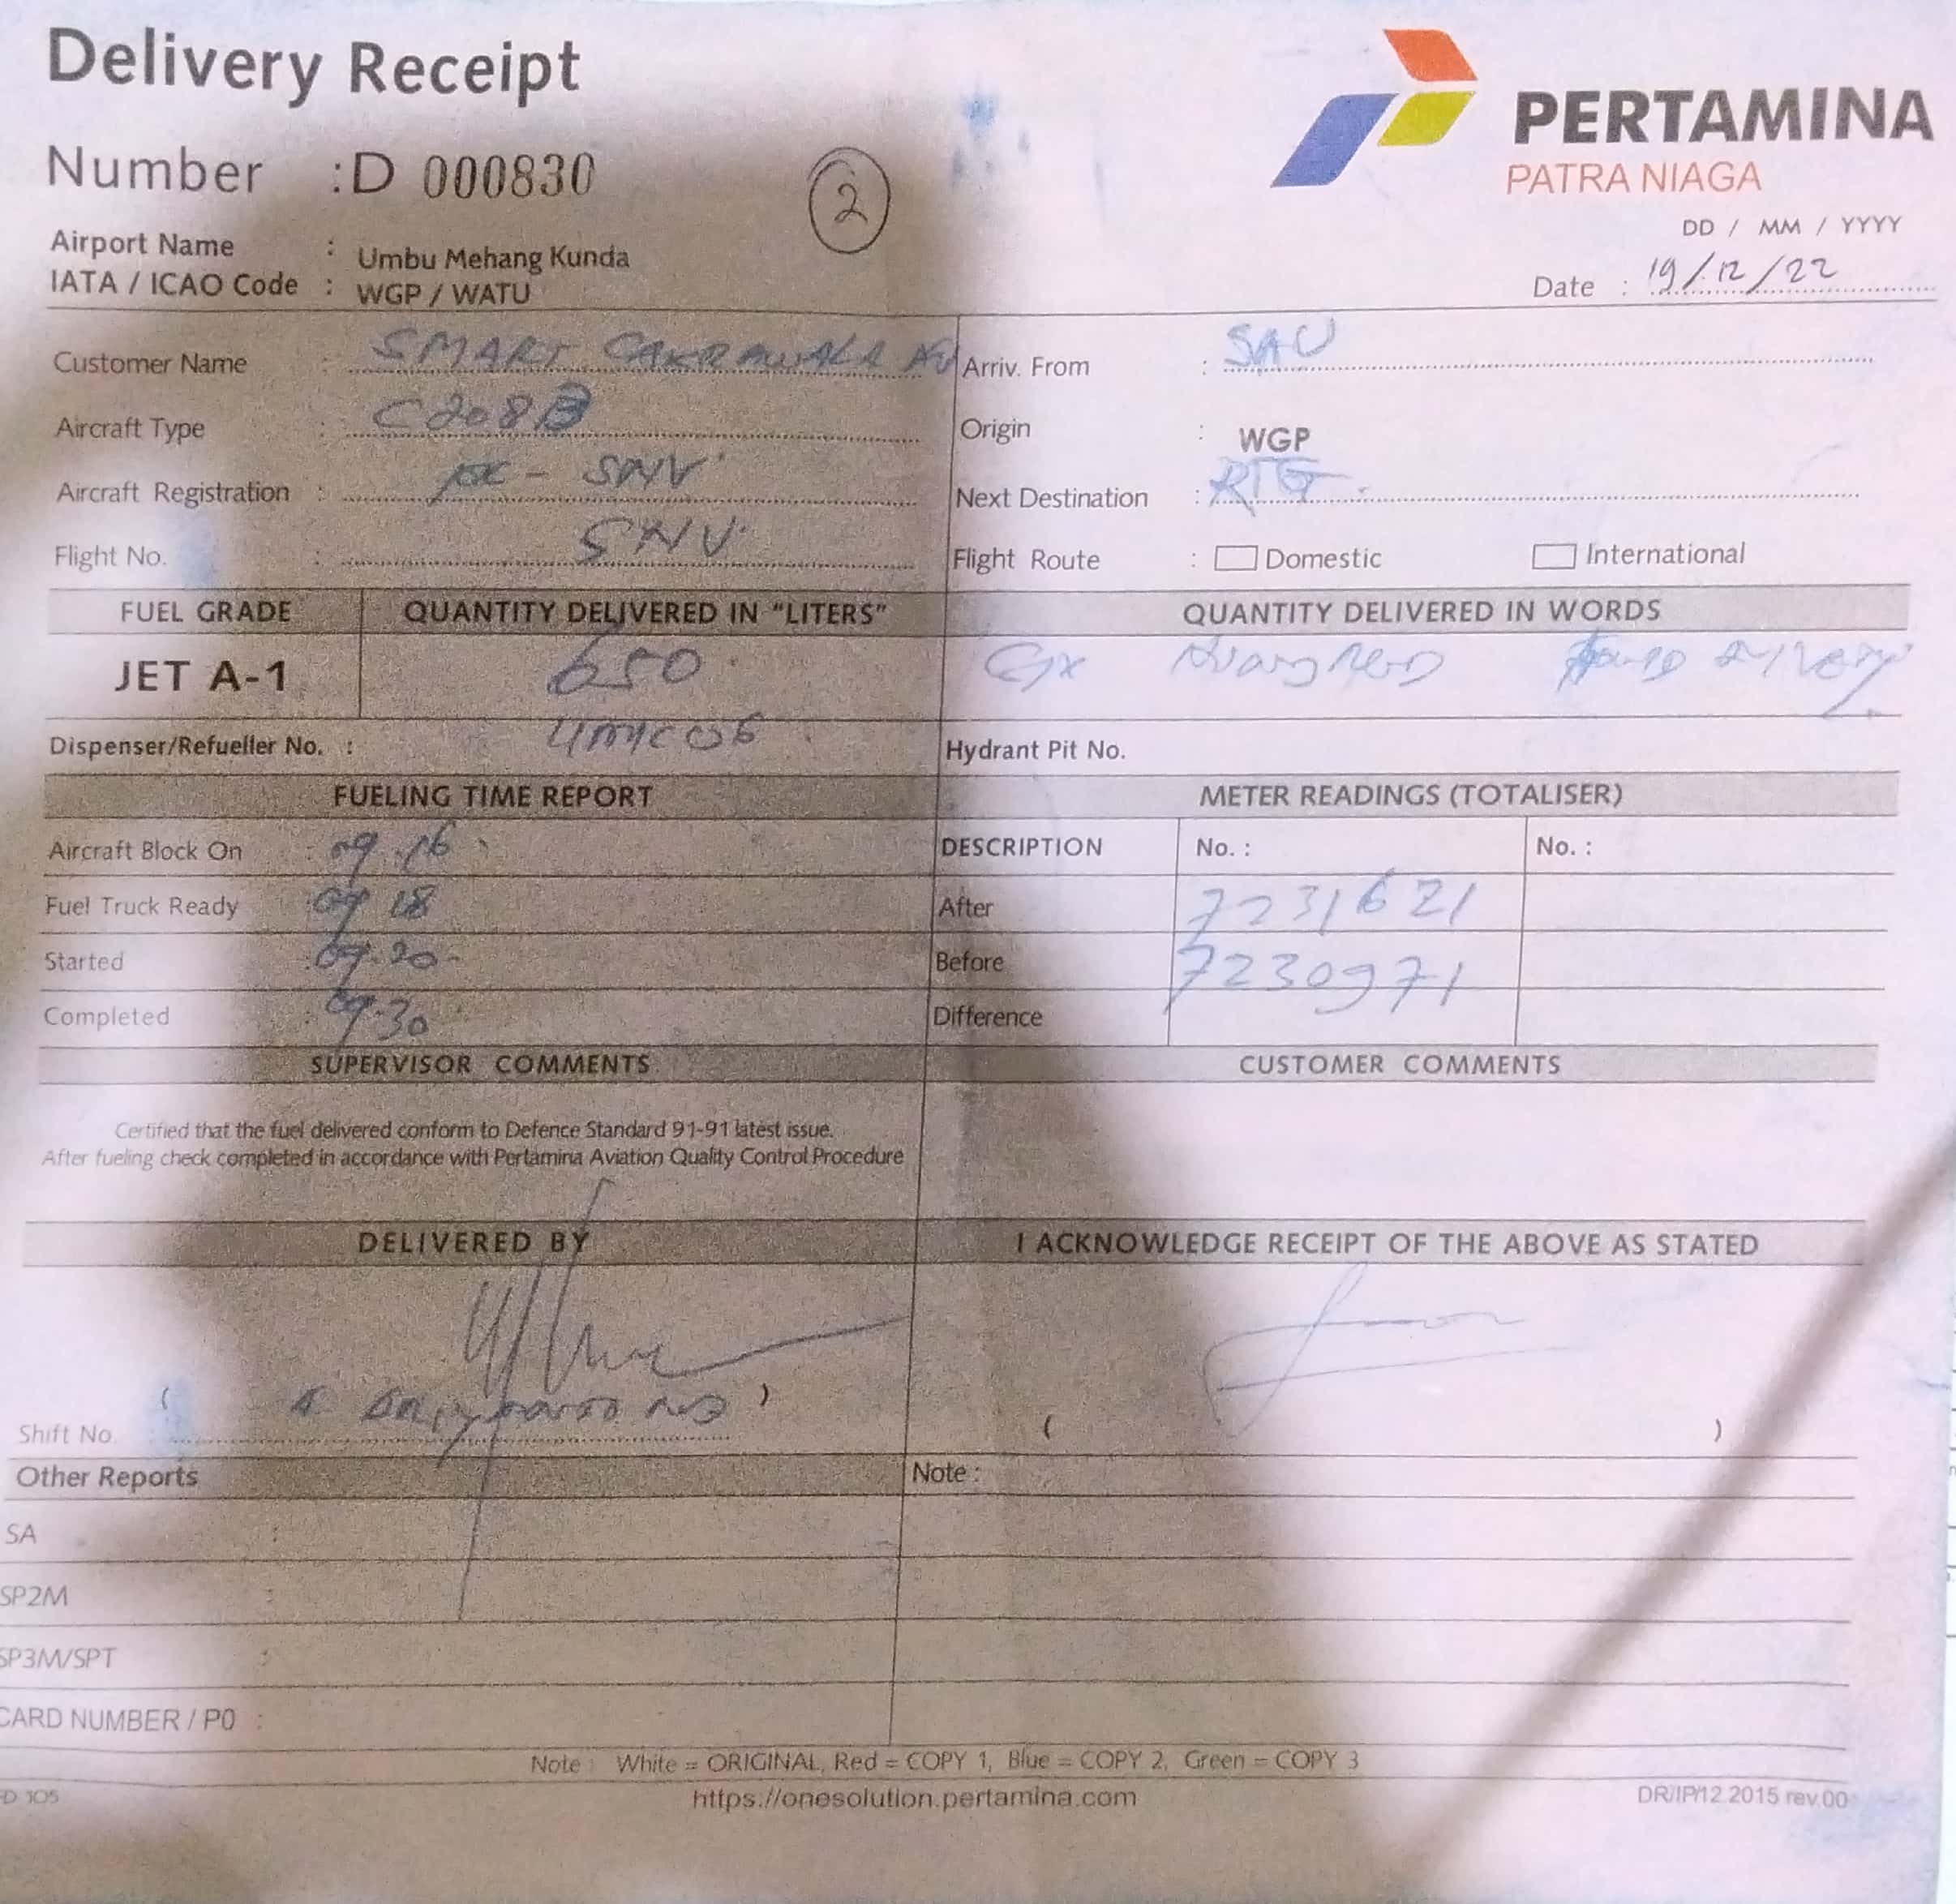 Delivery Receipt
PERTAMINA
PATRA NIAGA
Number : D 000830
2
DD / MM / YYYY
Airport Name : Umbu Mehang Kunda
IATA / ICAO Code : WGP / WATU
Date : 19/12/22
Customer Name : SMART CAKRAWALA AV
Arriv. From : SAU
Aircraft Type : C208B
Origin : WGP
Aircraft Registration : PK - SNV
Next Destination : RTG
Flight No. : SNV
Flight Route : Domestic International
FUEL GRADE QUANTITY DELIVERED IN "LITERS" QUANTITY DELIVERED IN WORDS
JET A-1 650
Dispenser/Refueller No. :
Hydrant Pit No.
FUELING TIME REPORT METER READINGS (TOTALISER)
Aircraft Block On : 09.16
DESCRIPTION No. : No. :
Fuel Truck Ready : 09 18
After 7231621
Started : 09.20
Before 7230971
Completed : 09.30
Difference
SUPERVISOR COMMENTS CUSTOMER COMMENTS
Certified that the fuel delivered conform to Defence Standard 91-91 latest issue.
After fueling check completed in accordance with Pertamina Aviation Quality Control Procedure
DELIVERED BY I ACKNOWLEDGE RECEIPT OF THE ABOVE AS STATED
( )
Shift No. :
( )
Other Reports Note :
SA :
SP2M :
SP3M/SPT :
CARD NUMBER / P0 :
Note : White = ORIGINAL, Red = COPY 1, Blue = COPY 2, Green = COPY 3
D 105 https://onesolution.pertamina.com DR/IP/12.2015 rev.00